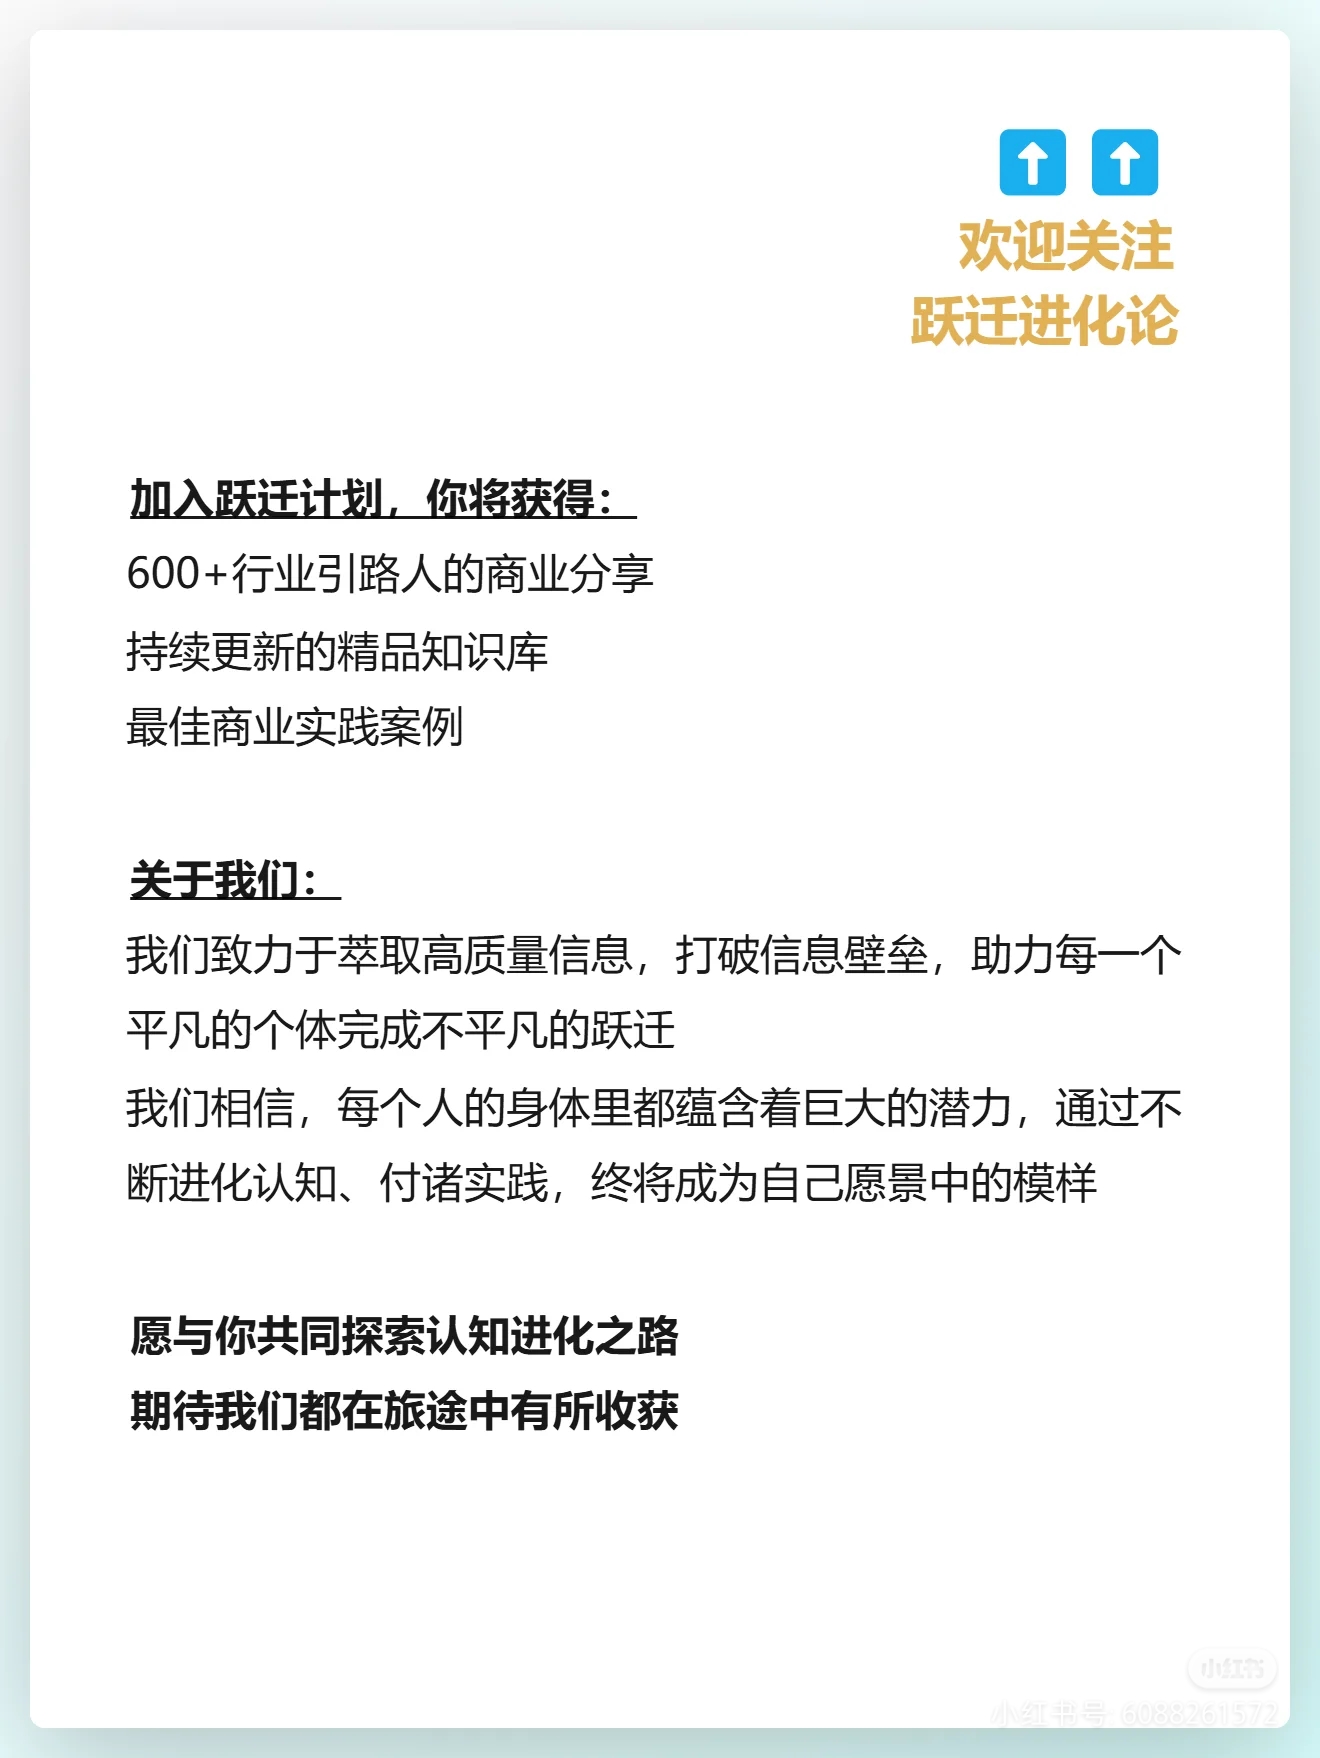 欢迎关注
跃迁进化论
加入跃迁计划，你将获得：
600+行业引路人的商业分享
持续更新的精品知识库
最佳商业实践案例
关于我们：
我们致力于萃取高质量信息，打破信息壁垒，助力每一个
平凡的个体完成不平凡的跃迁
我们相信，每个人的身体里都蕴含着巨大的潜力，通过不
断进化认知、付诸实践，终将成为自己愿景中的模样
愿与你共同探索认知进化之路
期待我们都在旅途中有所收获
小红书
小红书号: 6088261572